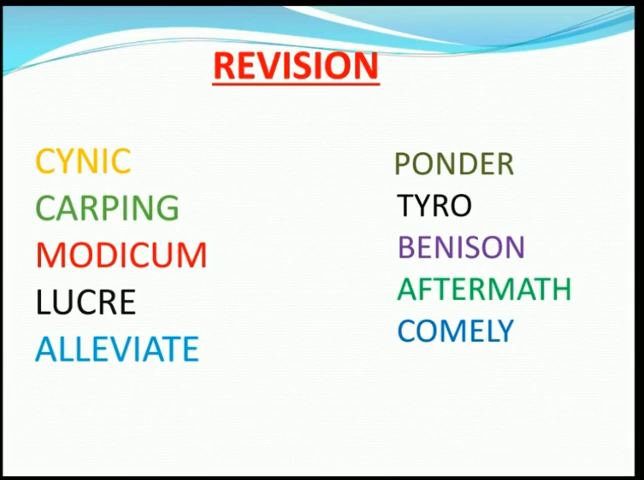 REVISION
CYNIC
CARPING
MODICUM
LUCRE
ALLEVIATE
PONDER
TYRO
BENISON
AFTERMATH
COMELY